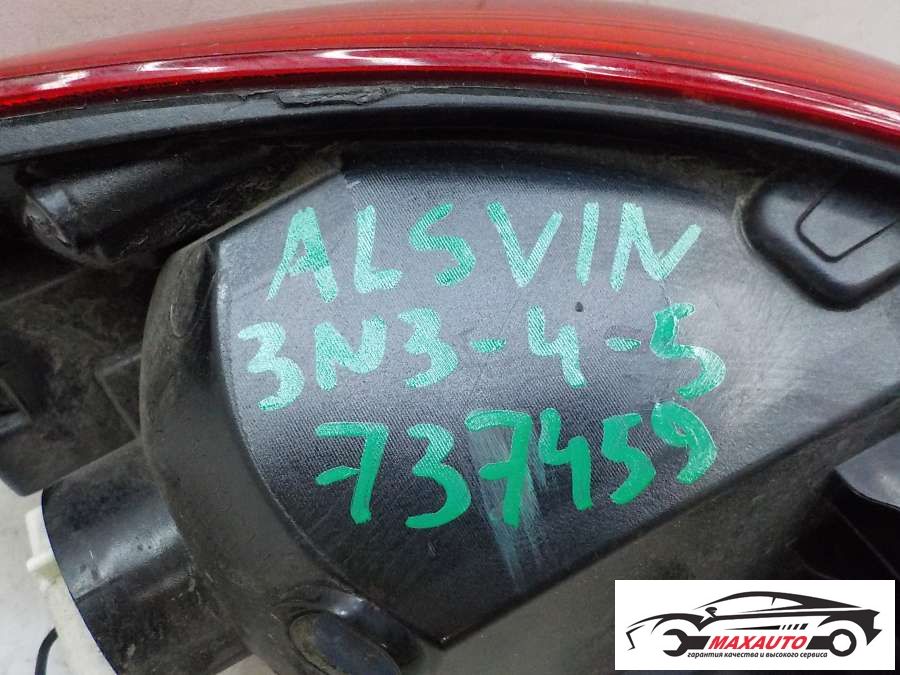 ALSVIN
3N3-4-5
737459
MAXAUTO
гарантия качества и высокого сервиса